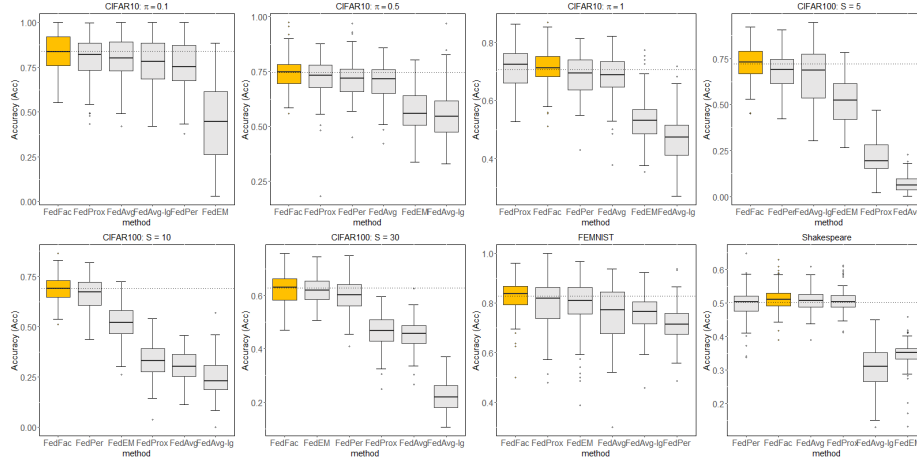 CIFAR10: π = 0.1
CIFAR10: π = 0.5
CIFAR10: π = 1
CIFAR100: S = 5
Accuracy (Acc)
1.00
0.75
0.50
0.25
0.00
FedFac FedProx FedAvg FedAvg-lg FedPer FedEM
method
Accuracy (Acc)
1.00
0.75
0.50
0.25
FedFac FedProx FedPer FedAvg FedEM FedAvg-lg
method
Accuracy (Acc)
0.8
0.6
0.4
FedProx FedFac FedPer FedAvg FedEM FedAvg-lg
method
Accuracy (Acc)
0.75
0.50
0.25
0.00
FedFac FedPer FedAvg-lg FedEM FedProx FedAv
method
CIFAR100: S = 10
CIFAR100: S = 30
FEMNIST
Shakespeare
Accuracy (Acc)
0.75
0.50
0.25
0.00
FedFac FedPer FedEM FedProx FedAvg FedAvg-lg
method
Accuracy (Acc)
0.6
0.4
0.2
FedFac FedEM FedPer FedProx FedAvg FedAvg-lg
method
Accuracy (Acc)
1.0
0.8
0.6
0.4
FedFac FedProx FedEM FedAvg FedAvg-lg FedPer
method
Accuracy (Acc)
0.6
0.5
0.4
0.3
0.2
FedPer FedFac FedAvg FedProx FedAvg-lg FedEM
method